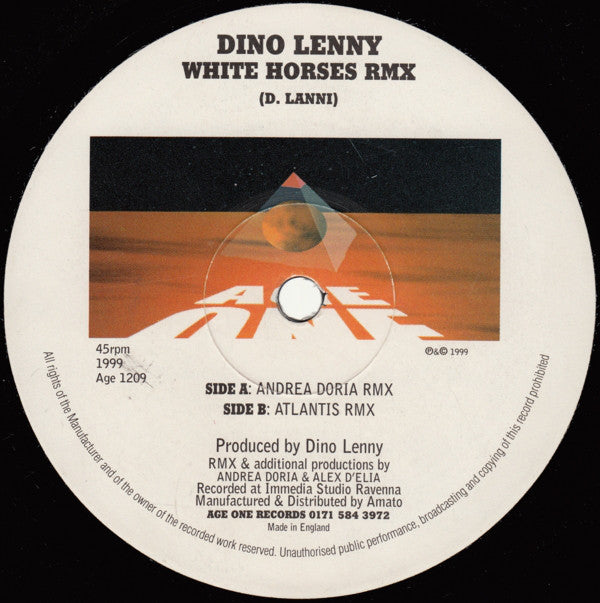 DINO LENNY
WHITE HORSES RMX
(D. LANNI)
AGE
ONE
45rpm
1999
Age 1209
℗&© 1999
SIDE A: ANDREA DORIA RMX
SIDE B: ATLANTIS RMX
Produced by Dino Lenny
RMX & additional productions by
ANDREA DORIA & ALEX D'ELIA
Recorded at Immedia Studio Ravenna
Manufactured & Distributed by Amato
AGE ONE RECORDS 0171 584 3972
Made in England
All rights of the Manufacturer and of the owner of the recorded work reserved. Unauthorised public performance, broadcasting and copying of this record prohibited